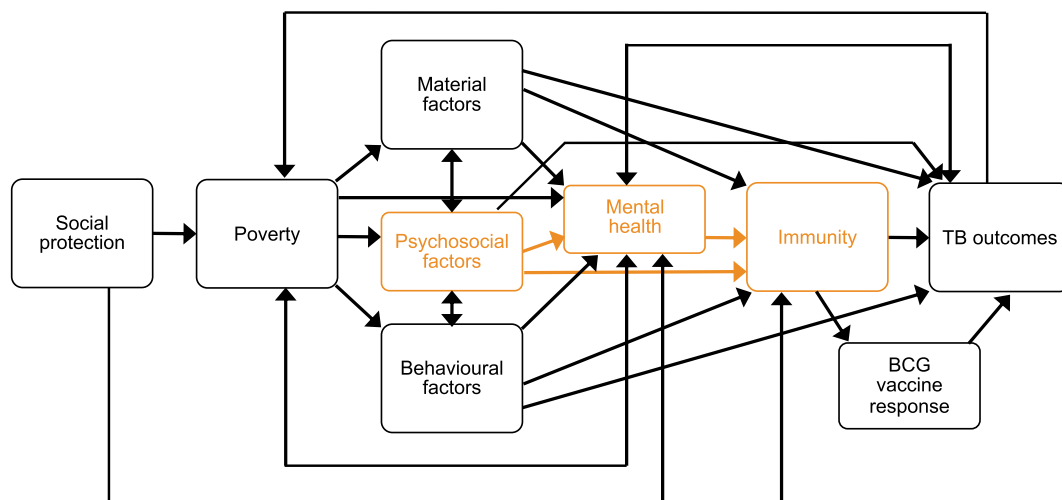 Material
factors
Social
protection
Poverty
Psychosocial
factors
Mental
health
Immunity
TB outcomes
Behavioural
factors
BCG
vaccine
response